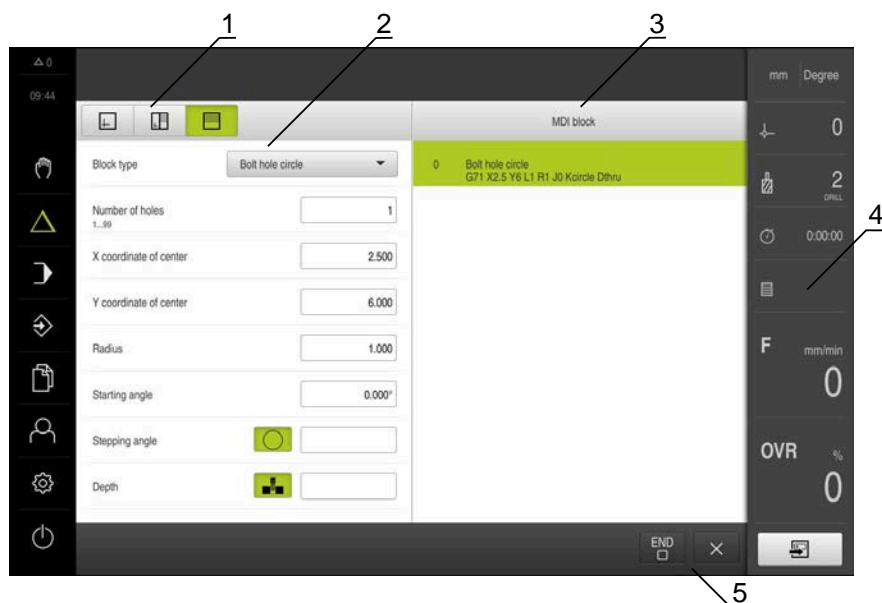 1
2
3
0
09:44
mm Degree
MDI block
0
Block type
Bolt hole circle
0 Bolt hole circle
G71 X2.5 Y6 L1 R1 J0 Kcircle Dthru
2
DRILL
Number of holes
1...99
1
4
0:00:00
X coordinate of center
2.500
Y coordinate of center
6.000
Radius
1.000
F mm/min
0
Starting angle
0.000°
Stepping angle
OVR %
0
Depth
END
5